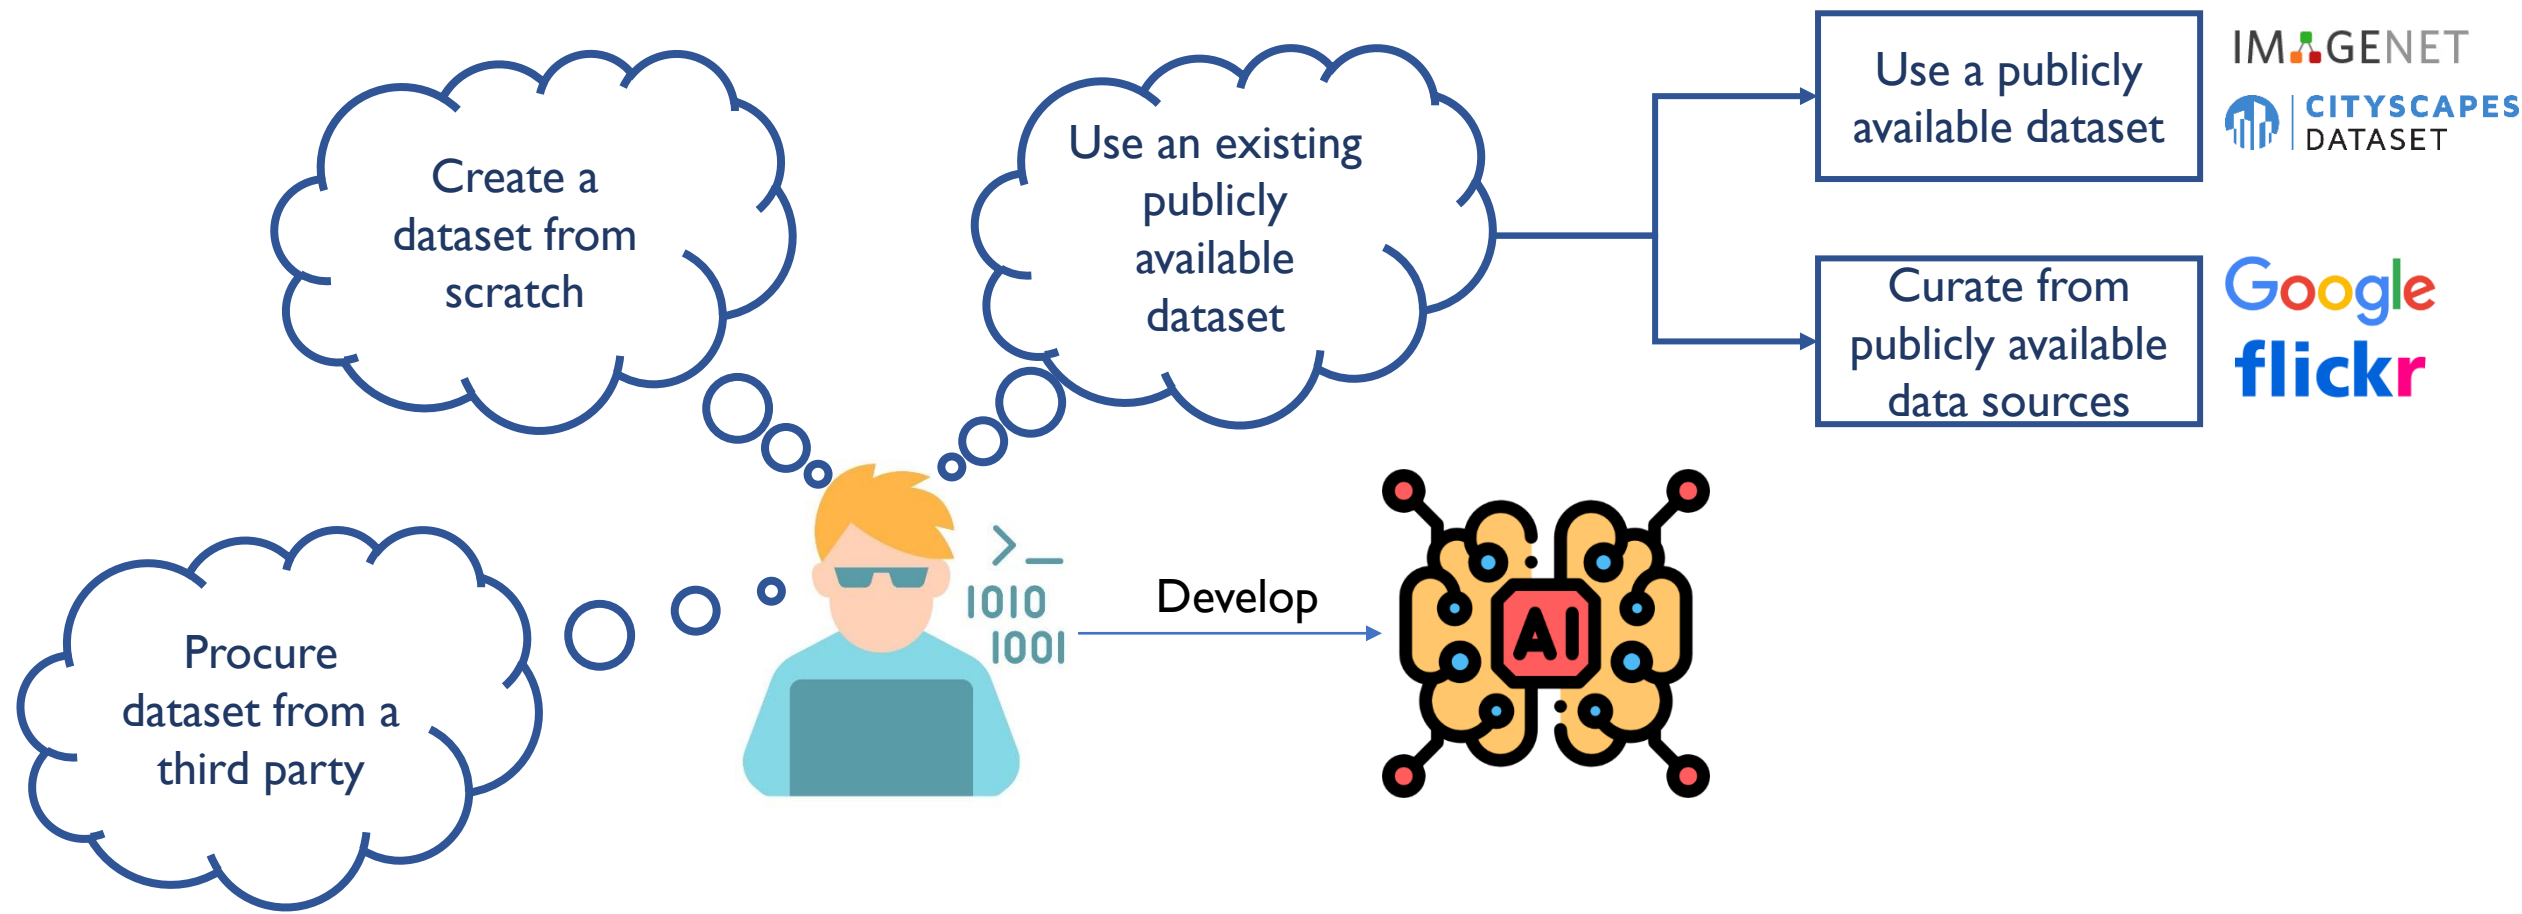 Create a
dataset from
scratch
Use an existing
publicly
available
dataset
Use a publicly
available dataset
IMAGENET
CITYSCAPES
DATASET
Curate from
publicly available
data sources
Google
flickr
Procure
dataset from a
third party
>_
1010
1001
Develop
AI